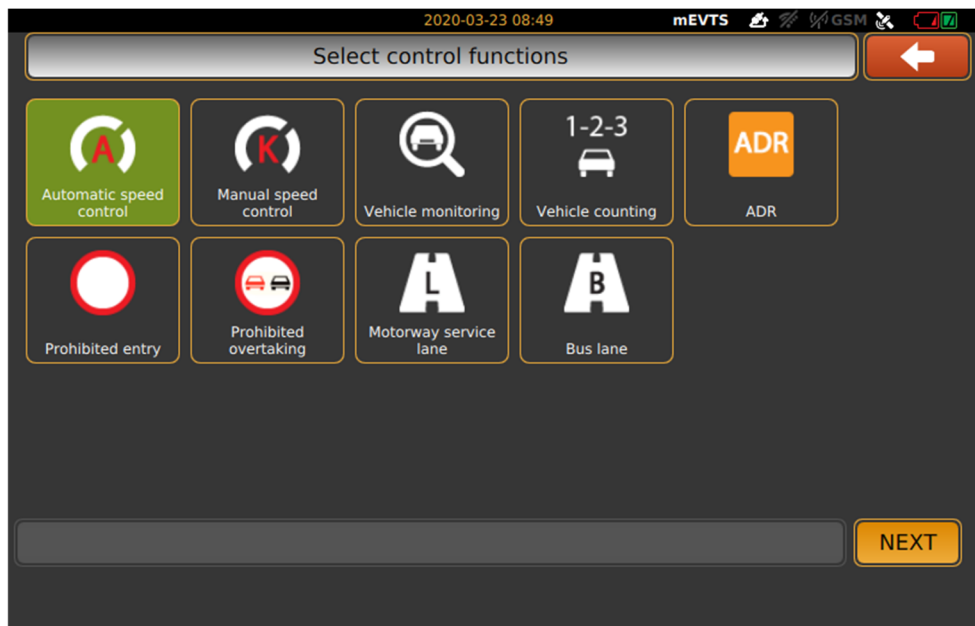 2020-03-23 08:49
mEVTS
GSM
Select control functions
A
Automatic speed
control
K
Manual speed
control
Vehicle monitoring
1-2-3
Vehicle counting
ADR
ADR
Prohibited entry
Prohibited
overtaking
L
Motorway service
lane
B
Bus lane
NEXT